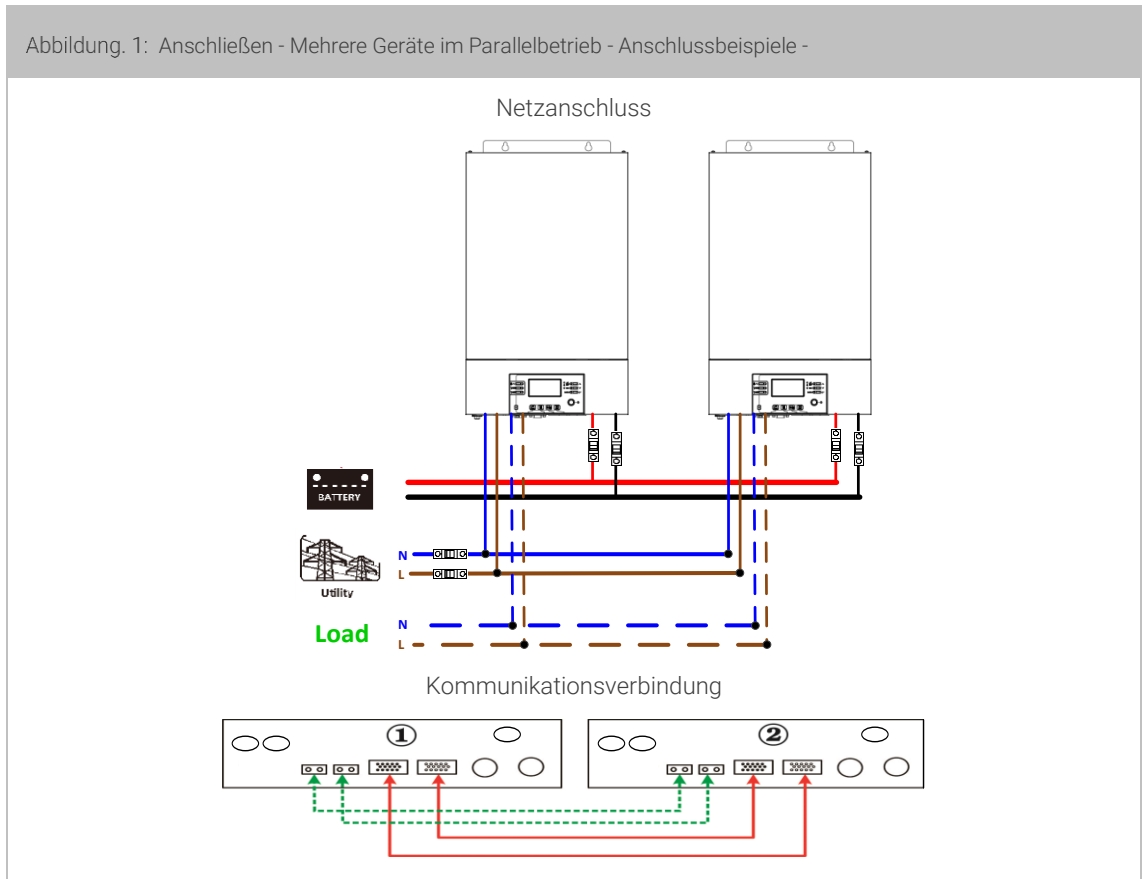 Abbildung. 1: Anschließen - Mehrere Geräte im Parallelbetrieb - Anschlussbeispiele -
Netzanschluss
BATTERY
N
L
Utility
Load
N
L
Kommunikationsverbindung
① ②